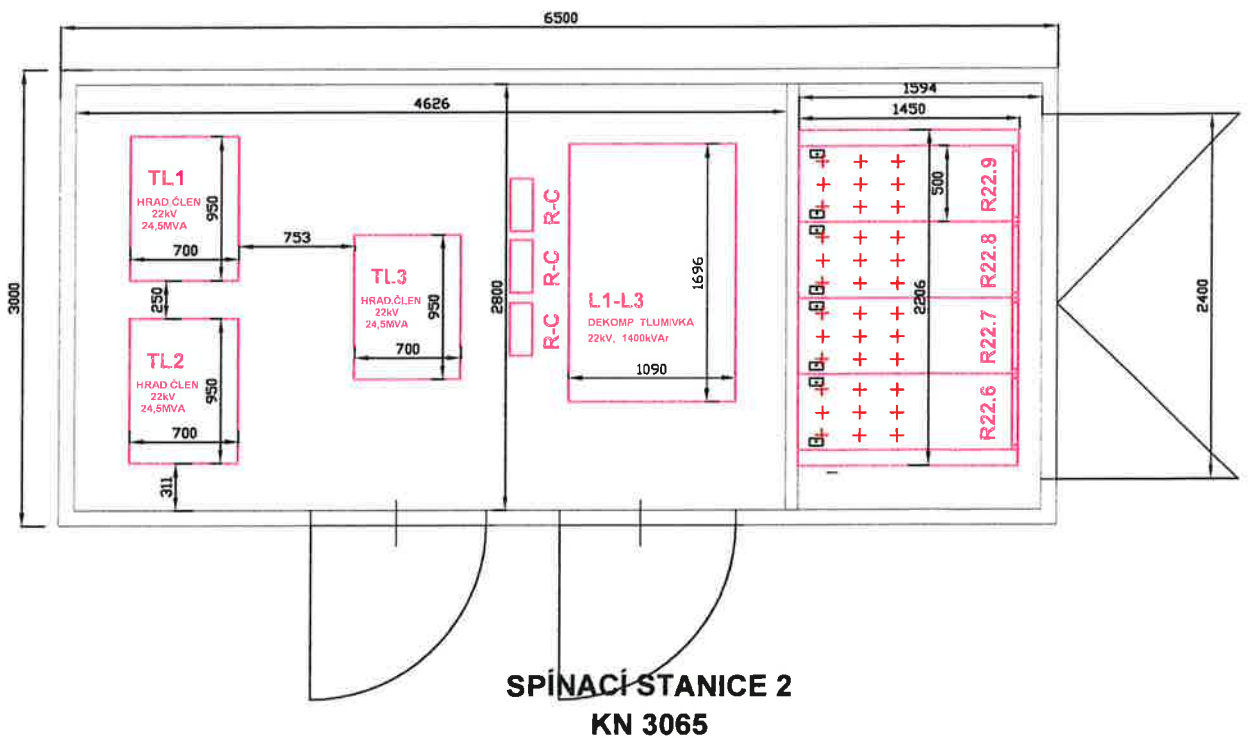 6500
4626
1594
1450
TL1
HRAD ČLEN
22kV
24,5MVA
950
700
753
250
3000
TL2
HRAD ČLEN
22kV
24,5MVA
950
700
311
TL3
HRAD.ČLEN
22kV
24,5MVA
950
700
2800
R-C
R-C
R-C
L1-L3
DEKOMP TLUMIVKA
22kV, 1400kVAr
1696
1090
500
2206
R22.9
R22.8
R22.7
R22.6
2400
SPÍNACÍ STANICE 2
KN 3065